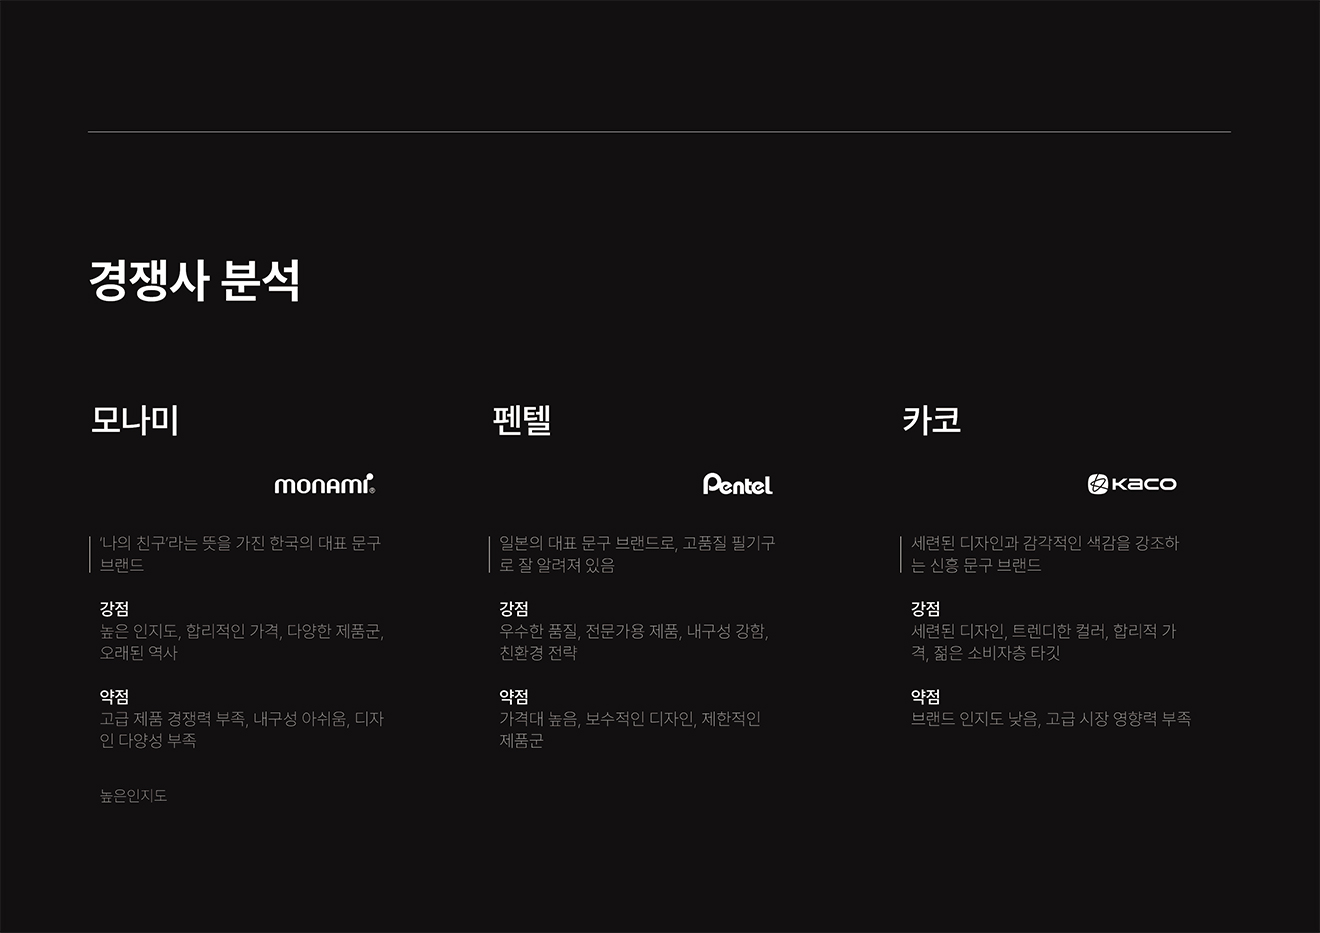 경쟁사 분석
모나미
monami®
'나의 친구'라는 뜻을 가진 한국의 대표 문구
브랜드
강점
높은 인지도, 합리적인 가격, 다양한 제품군,
오래된 역사
약점
고급 제품 경쟁력 부족, 내구성 아쉬움, 디자
인 다양성 부족
높은인지도
펜텔
Pentel
일본의 대표 문구 브랜드로, 고품질 필기구
로 잘 알려져 있음
강점
우수한 품질, 전문가용 제품, 내구성 강함,
친환경 전략
약점
가격대 높음, 보수적인 디자인, 제한적인
제품군
카코
KACO
세련된 디자인과 감각적인 색감을 강조하
는 신흥 문구 브랜드
강점
세련된 디자인, 트렌디한 컬러, 합리적 가
격, 젊은 소비자층 타깃
약점
브랜드 인지도 낮음, 고급 시장 영향력 부족